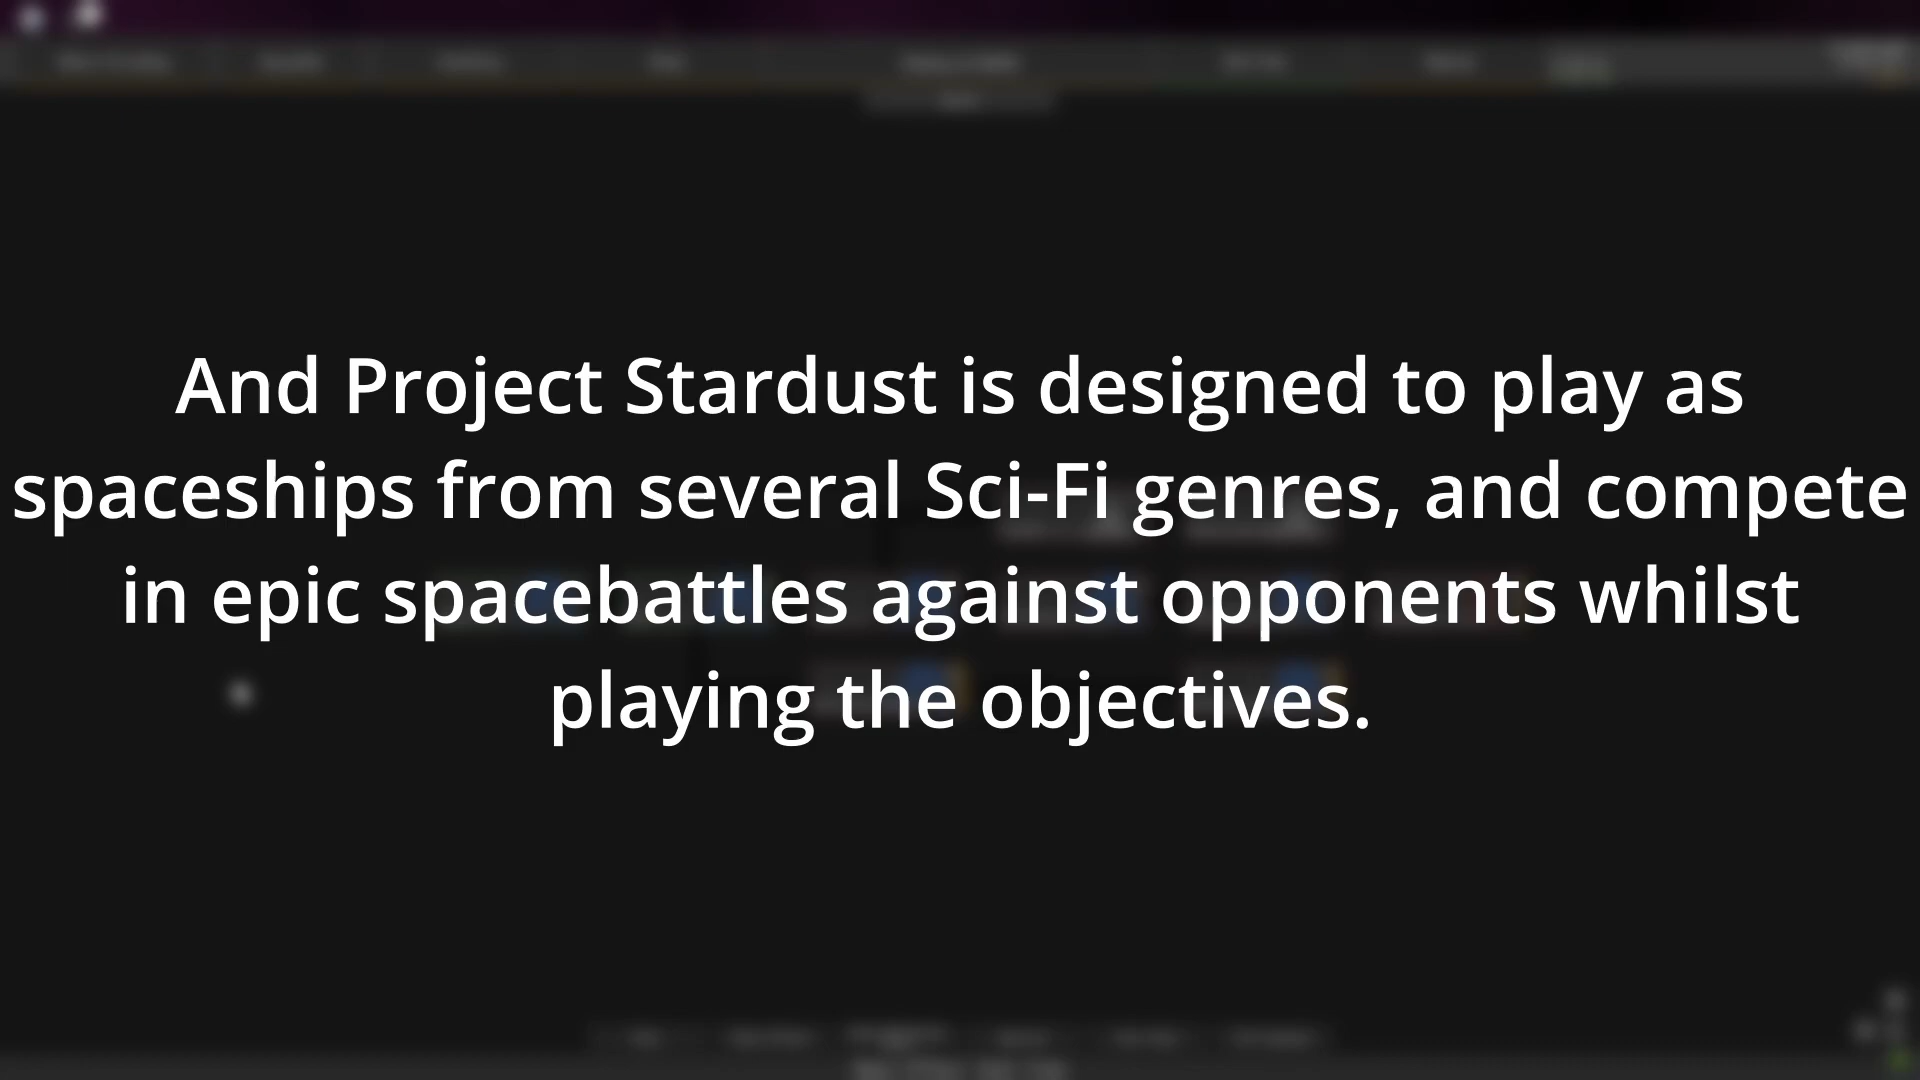 And Project Stardust is designed to play as
spaceships from several Sci-Fi genres, and compete
in epic spacebattles against opponents whilst
playing the objectives.